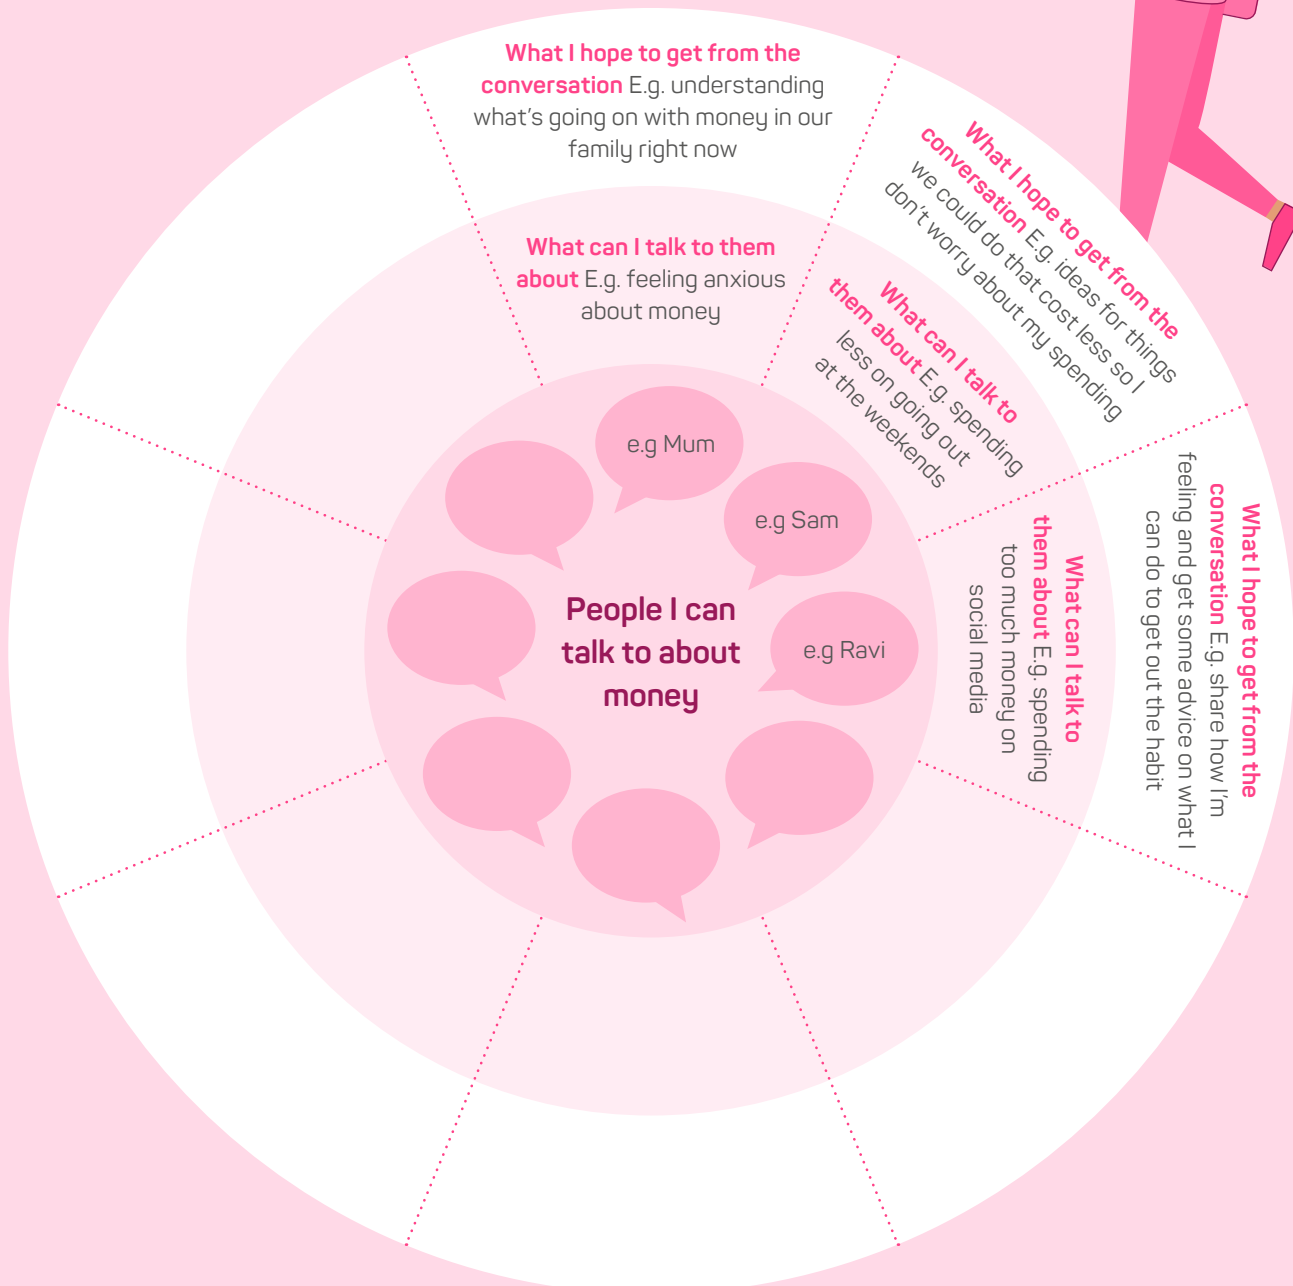 What I hope to get from the
conversation E.g. understanding
what's going on with money in our
family right now
What can I talk to them
about E.g. feeling anxious
about money
What I hope to get from the
conversation E.g. ideas for things
we could do that cost less so I
don't worry about my spending
What can I talk to
them about E.g. spending
less on going out
at the weekends
What I hope to get from the
conversation E.g. share how I'm
feeling and get some advice on what I
can do to get out the habit
What can I talk to
them about E.g. spending
too much money on
social media
e.g Mum
e.g Sam
e.g Ravi
People I can
talk to about
money